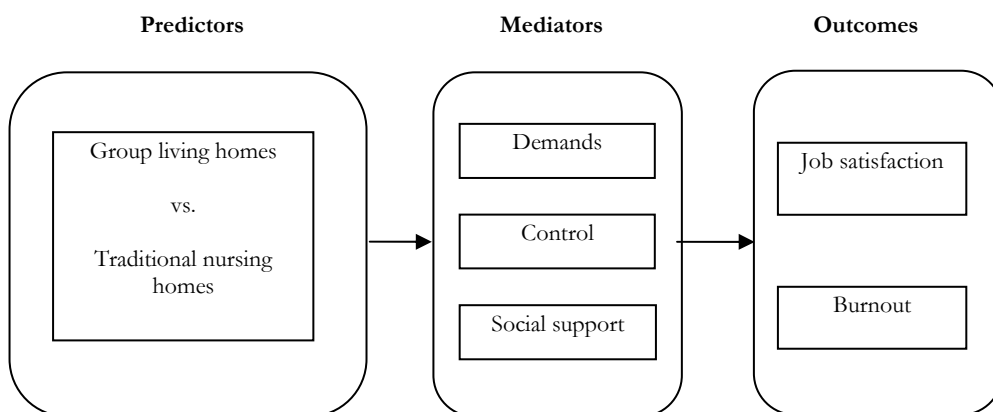 Predictors
Mediators
Outcomes
Group living homes
vs.
Traditional nursing
homes
Demands
Control
Social support
Job satisfaction
Burnout